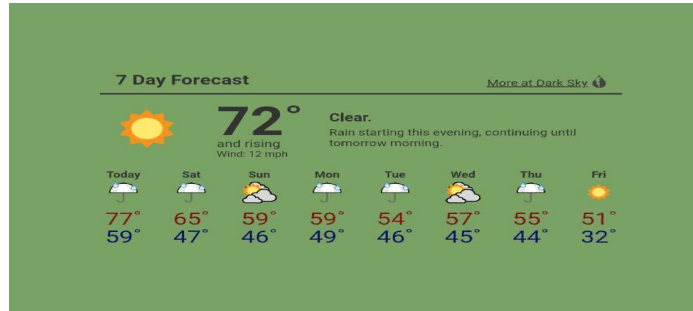 7 Day Forecast
More at Dark Sky
72°
and rising
Wind: 12 mph
Clear.
Rain starting this evening, continuing until
tomorrow morning.
Today Sat Sun Mon Tue Wed Thu Fri
77° 65° 59° 59° 54° 57° 55° 51°
59° 47° 46° 49° 46° 45° 44° 32°